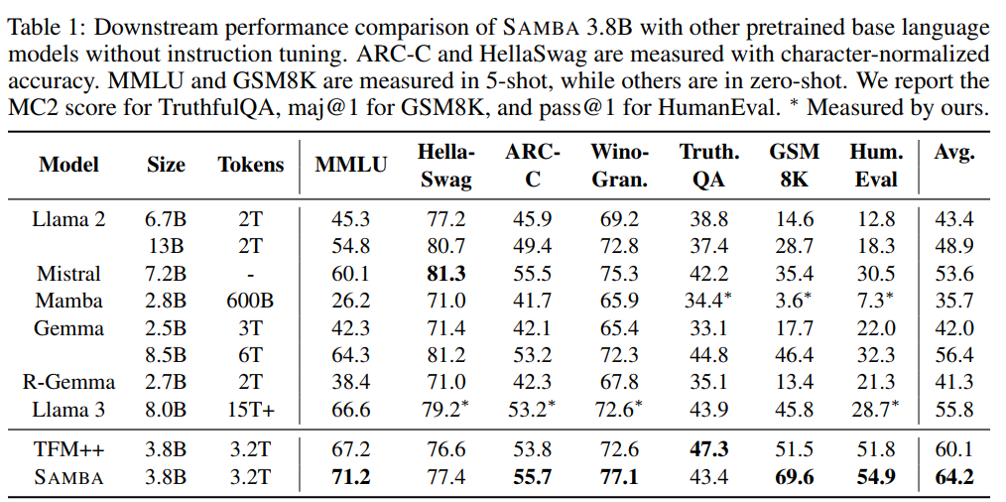 Table 1: Downstream performance comparison of SAMBA 3.8B with other pretrained base language
models without instruction tuning. ARC-C and HellaSwag are measured with character-normalized
accuracy. MMLU and GSM8K are measured in 5-shot, while others are in zero-shot. We report the
MC2 score for TruthfulQA, maj@1 for GSM8K, and pass@1 for HumanEval. * Measured by ours.
Model Size Tokens MMLU Hella-Swag ARC-C Wino-Gran. Truth.QA GSM 8K Hum.Eval Avg.
Llama 2 6.7B 2T 45.3 77.2 45.9 69.2 38.8 14.6 12.8 43.4
13B 2T 54.8 80.7 49.4 72.8 37.4 28.7 18.3 48.9
Mistral 7.2B - 60.1 81.3 55.5 75.3 42.2 35.4 30.5 53.6
Mamba 2.8B 600B 26.2 71.0 41.7 65.9 34.4* 3.6* 7.3* 35.7
Gemma 2.5B 3T 42.3 71.4 42.1 65.4 33.1 17.7 22.0 42.0
8.5B 6T 64.3 81.2 53.2 72.3 44.8 46.4 32.3 56.4
R-Gemma 2.7B 2T 38.4 71.0 42.3 67.8 35.1 13.4 21.3 41.3
Llama 3 8.0B 15T+ 66.6 79.2* 53.2* 72.6* 43.9 45.8 28.7* 55.8
TFM++ 3.8B 3.2T 67.2 76.6 53.8 72.6 47.3 51.5 51.8 60.1
SAMBA 3.8B 3.2T 71.2 77.4 55.7 77.1 43.4 69.6 54.9 64.2